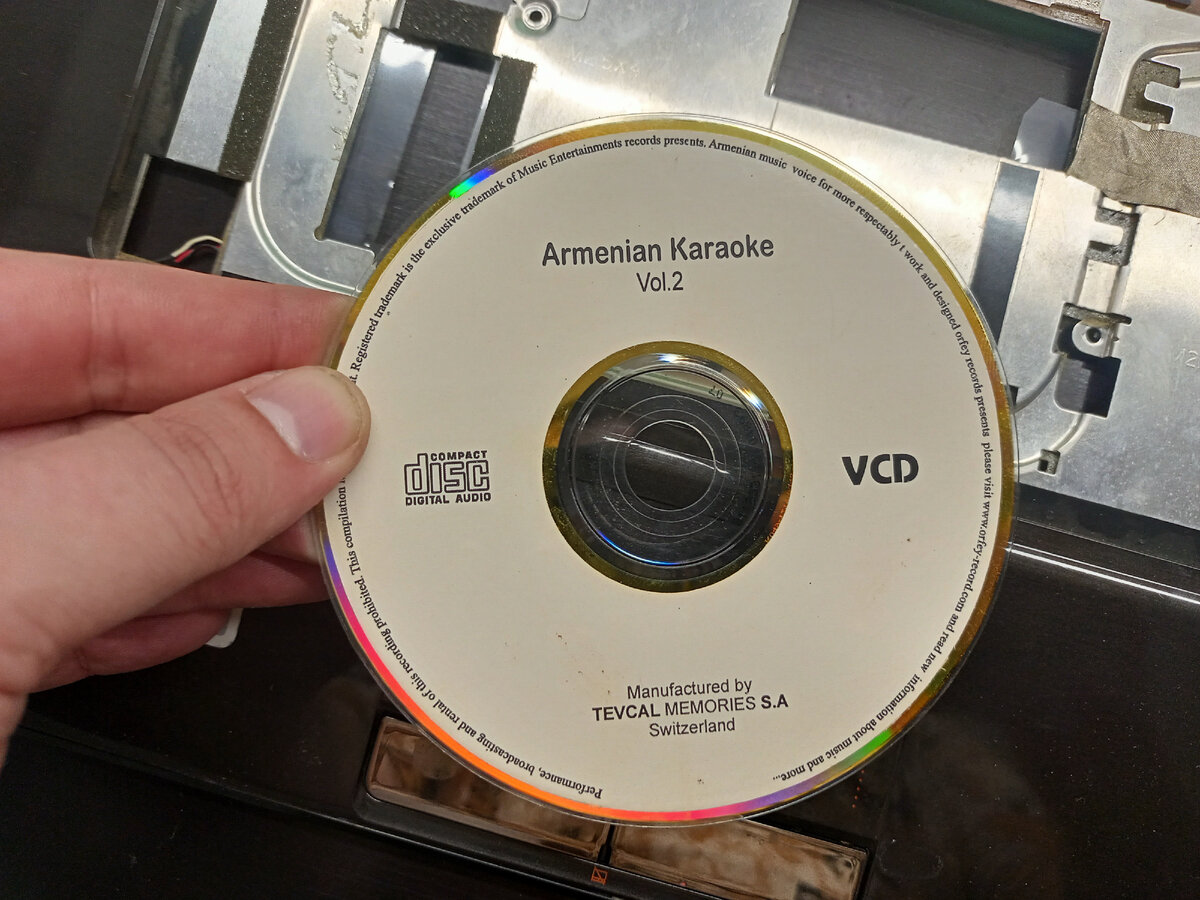 Armenian Karaoke
Vol.2
COMPACT
disc
DIGITAL AUDIO
VCD
Manufactured by
TEVCAL MEMORIES S.A
Switzerland
Performance, broadcasting and rental of this recording prohibited. This compilation
Registered trademark is the exclusive trademark of Music Entertainments records presents. Armenian music voice for more respectably t work and designed orfey records presents please visit www.orfey-record.com and read new information about music and more...